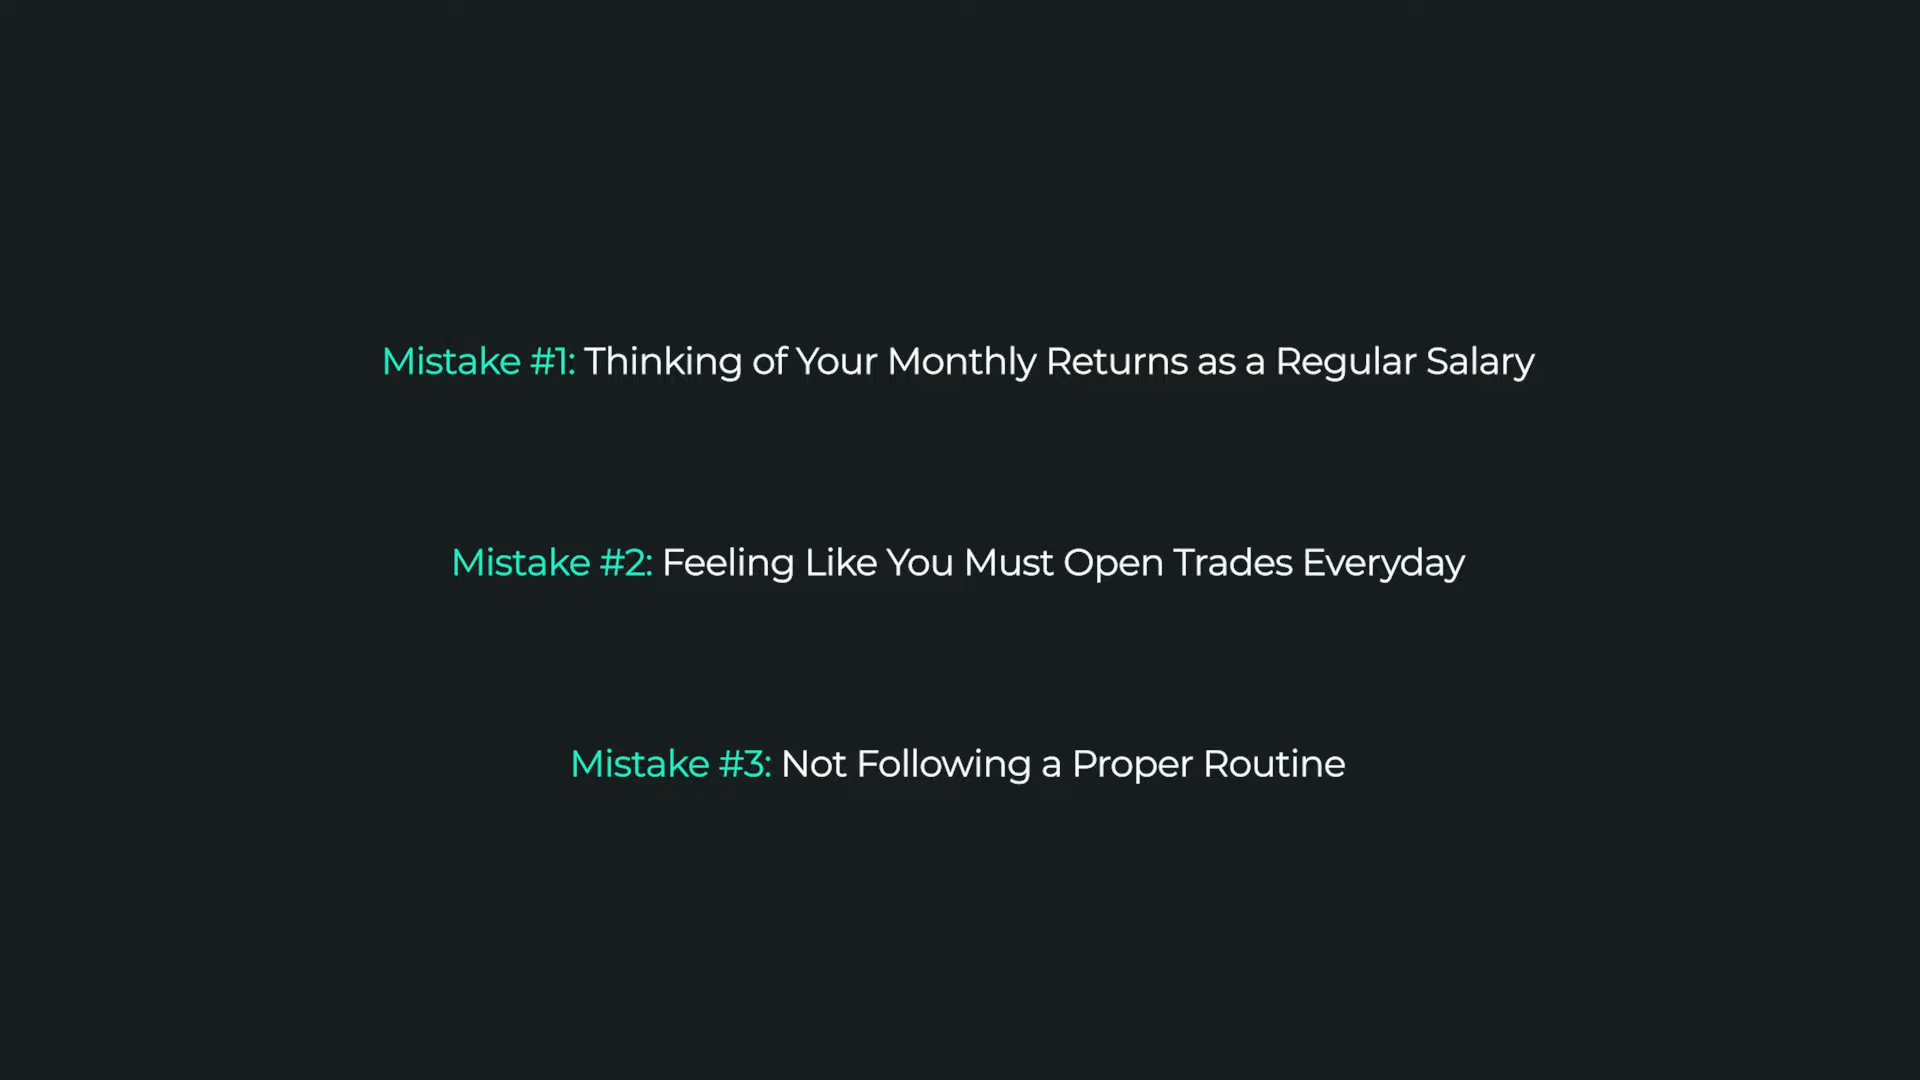 Mistake #1: Thinking of Your Monthly Returns as a Regular Salary
Mistake #2: Feeling Like You Must Open Trades Everyday
Mistake #3: Not Following a Proper Routine